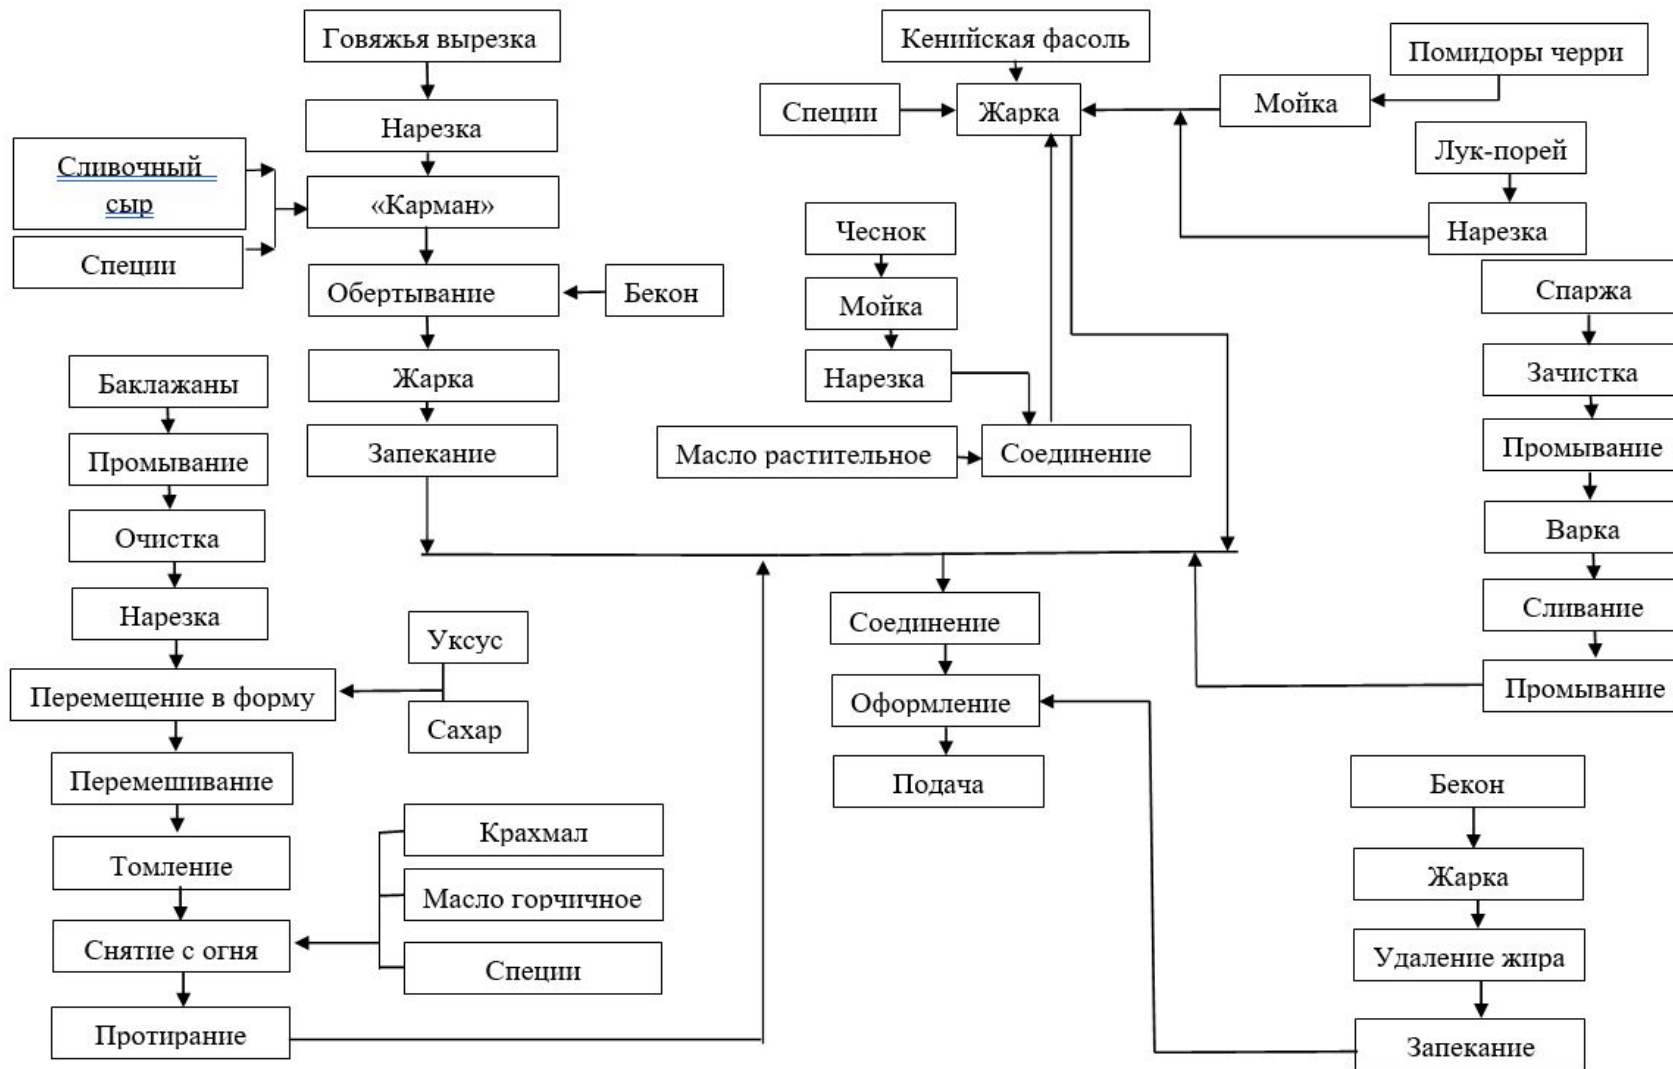 Говяжья вырезка
Нарезка
Сливочный
сыр
Специи
«Карман»
Обертывание
Бекон
Жарка
Запекание
Кенийская фасоль
Помидоры черри
Специи
Жарка
Мойка
Лук-порей
Нарезка
Чеснок
Мойка
Нарезка
Масло растительное
Соединение
Спаржа
Зачистка
Промывание
Варка
Сливание
Промывание
Баклажаны
Промывание
Очистка
Нарезка
Уксус
Перемещение в форму
Сахар
Перемешивание
Томление
Крахмал
Масло горчичное
Снятие с огня
Специи
Протирание
Соединение
Оформление
Подача
Бекон
Жарка
Удаление жира
Запекание